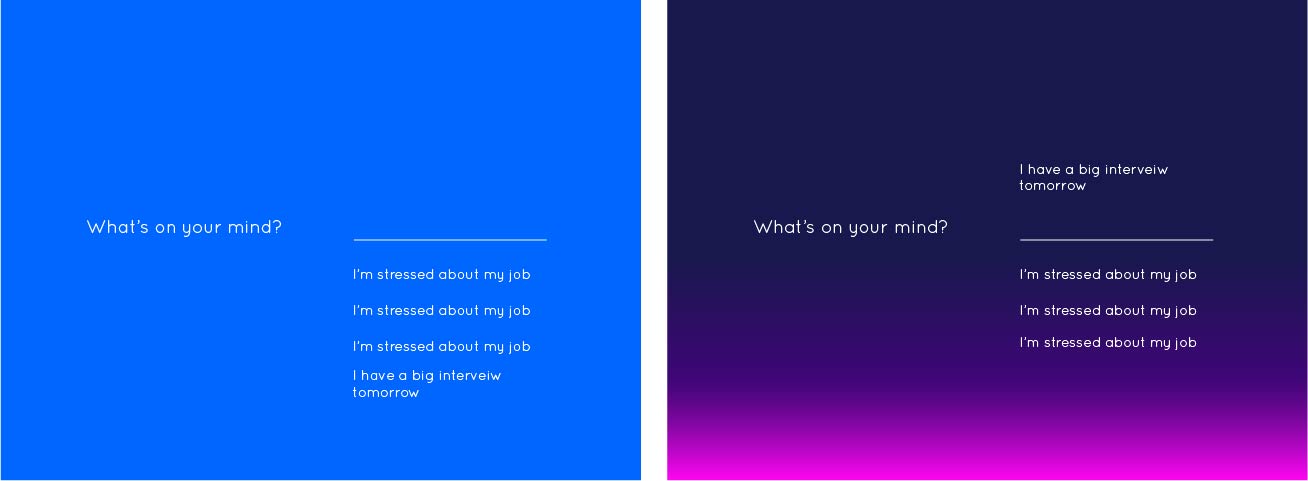 What's on your mind?
I'm stressed about my job
I'm stressed about my job
I'm stressed about my job
I have a big interveiw
tomorrow
I have a big interveiw
tomorrow
What's on your mind?
I'm stressed about my job
I'm stressed about my job
I'm stressed about my job